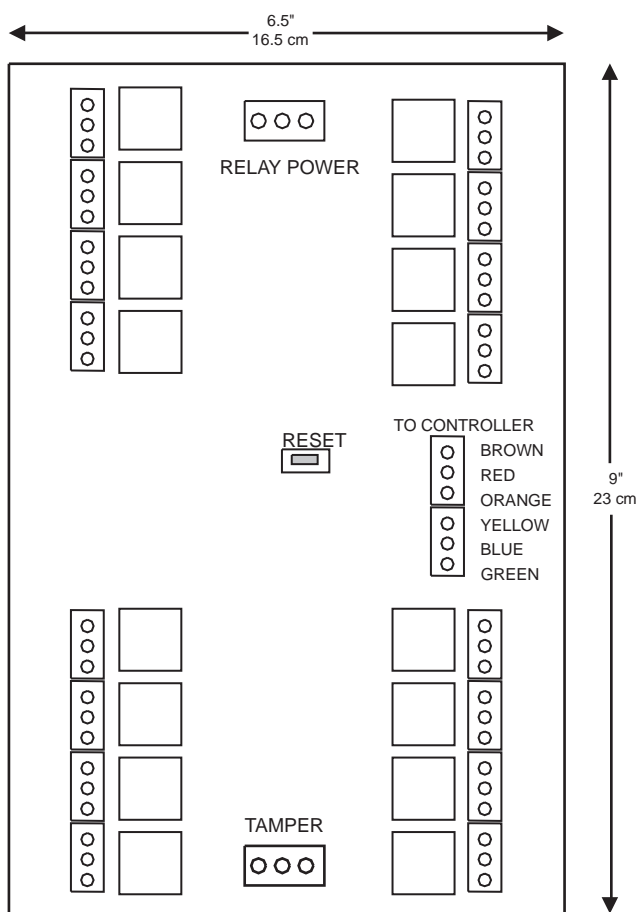 6.5"
16.5 cm
RELAY POWER
TO CONTROLLER
RESET
BROWN
RED
ORANGE
YELLOW
BLUE
GREEN
9"
23 cm
TAMPER